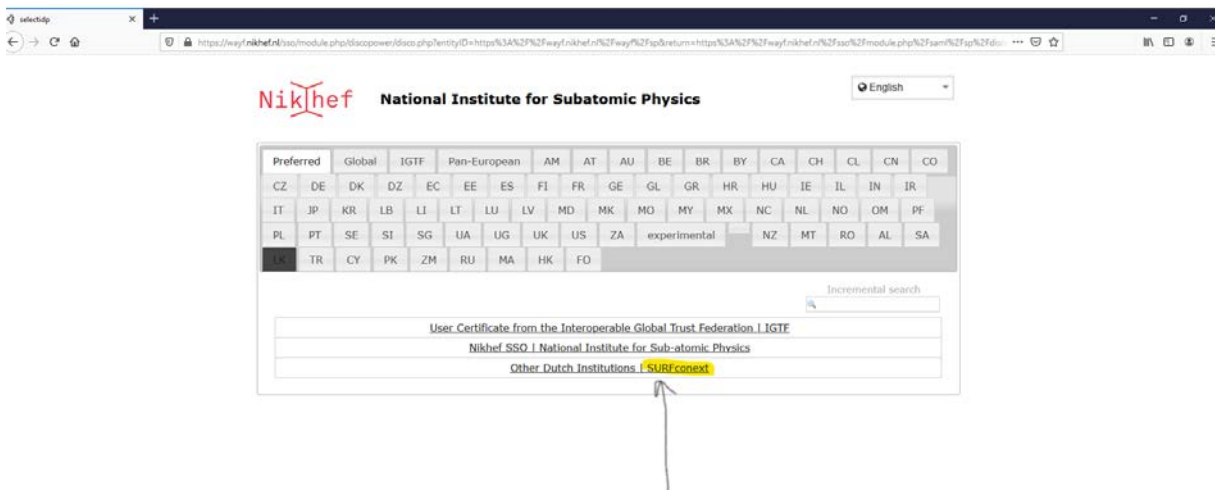 selectidp
https://wayf.nikhef.nl/sso/module.php/discopower/disco.php?entityID=https%3A%2F%2Fwayf.nikhef.nl%2Fwayf%2Fsp&return=https%3A%2F%2Fwayf.nikhef.nl%2Fsso%2Fmodule.php%2Fsaml%2Fsp%2Fdis
Nikhef National Institute for Subatomic Physics English
Preferred Global IGTF Pan-European AM AT AU BE BR BY CA CH CL CN CO
CZ DE DK DZ EC EE ES FI FR GE GL GR HR HU IE IL IN IR
IT JP KR LB LI LT LU LV MD MK MO MY MX NC NL NO OM PF
PL PT SE SI SG UA UG UK US ZA experimental NZ MT RO AL SA
LK TR CY PK ZM RU MA HK FO
Incremental search
User Certificate from the Interoperable Global Trust Federation | IGTF
Nikhef SSO | National Institute for Sub-atomic Physics
Other Dutch Institutions | SURFconext